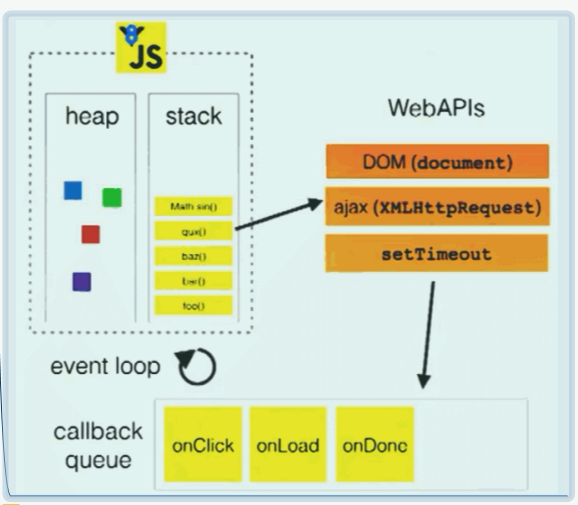 JS
heap
stack
Math sin()
qux()
baz()
bar()
foo()
WebAPIs
DOM (document)
ajax (XMLHttpRequest)
setTimeout
event loop
callback
queue
onClick
onLoad
onDone